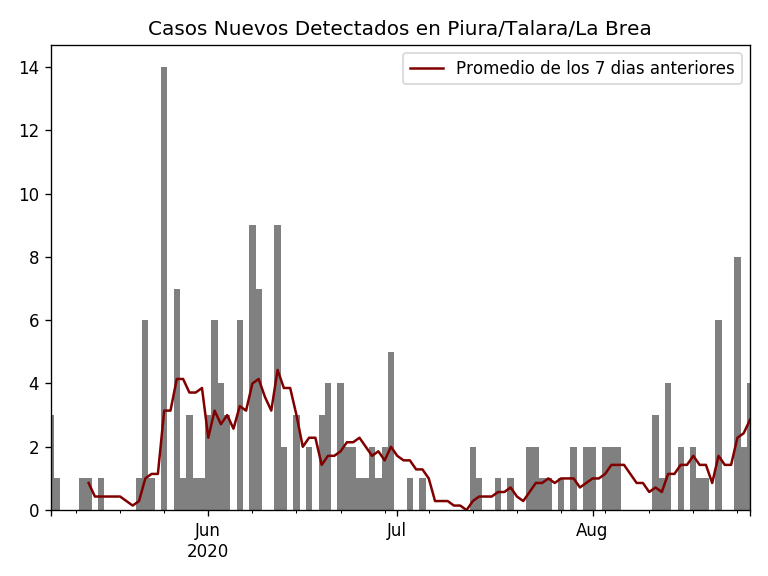 Casos Nuevos Detectados en Piura/Talara/La Brea
Promedio de los 7 dias anteriores
14
12
10
8
6
4
2
0
Jun
2020
Jul
Aug